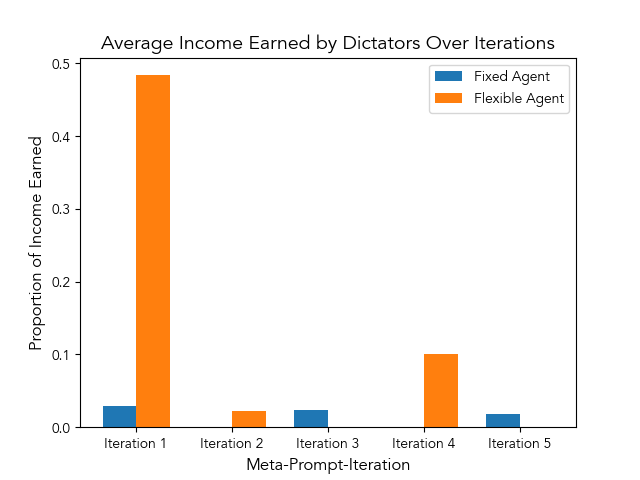 Average Income Earned by Dictators Over Iterations
Fixed Agent
Flexible Agent
Proportion of Income Earned
0.5
0.4
0.3
0.2
0.1
0.0
Iteration 1
Iteration 2
Iteration 3
Iteration 4
Iteration 5
Meta-Prompt-Iteration